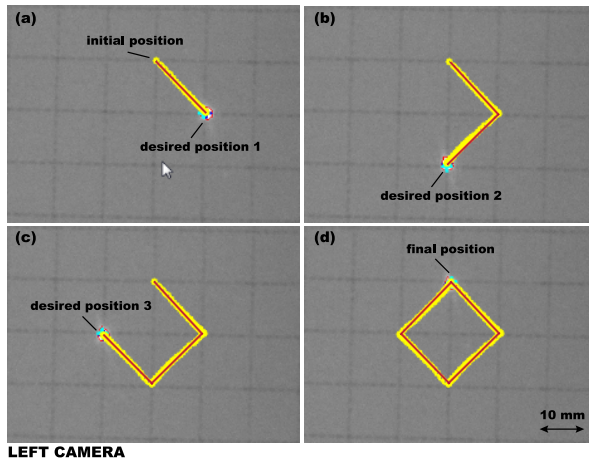 (a)
initial position
desired position 1
(b)
desired position 2
(c)
desired position 3
(d)
final position
10 mm
LEFT CAMERA